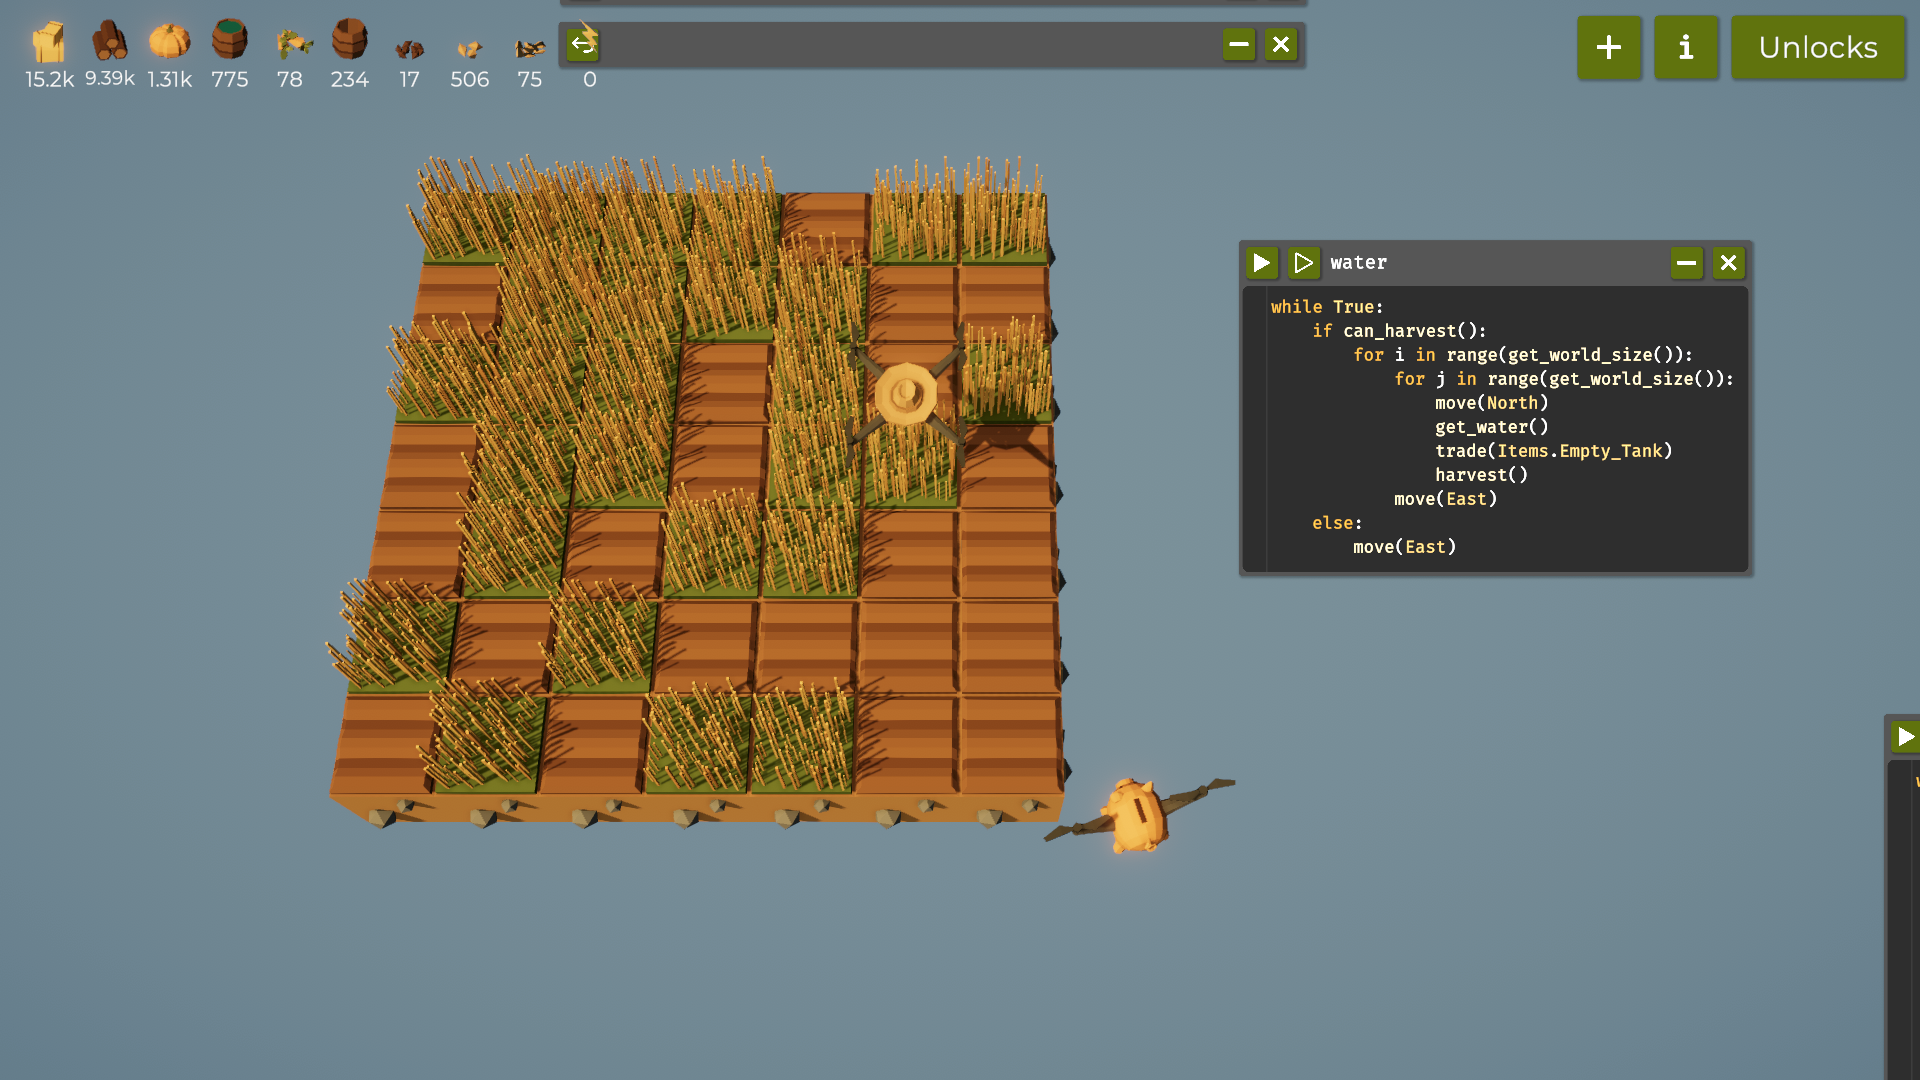 15.2k 9.39k 1.31k 775 78 234 17 506 75 0
Unlocks
water
while True:
if can_harvest():
for i in range(get_world_size()):
for j in range(get_world_size()):
move(North)
get_water()
trade(Items.Empty_Tank)
harvest()
move(East)
else:
move(East)